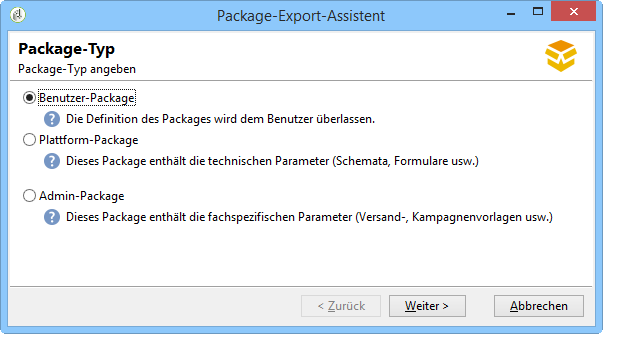 Package-Export-Assistent
Package-Typ
Package-Typ angeben
Benutzer-Package
Die Definition des Packages wird dem Benutzer überlassen.
Plattform-Package
Dieses Package enthält die technischen Parameter (Schemata, Formulare usw.)
Admin-Package
Dieses Package enthält die fachspezifischen Parameter (Versand-, Kampagnenvorlagen usw.)
< Zurück Weiter > Abbrechen